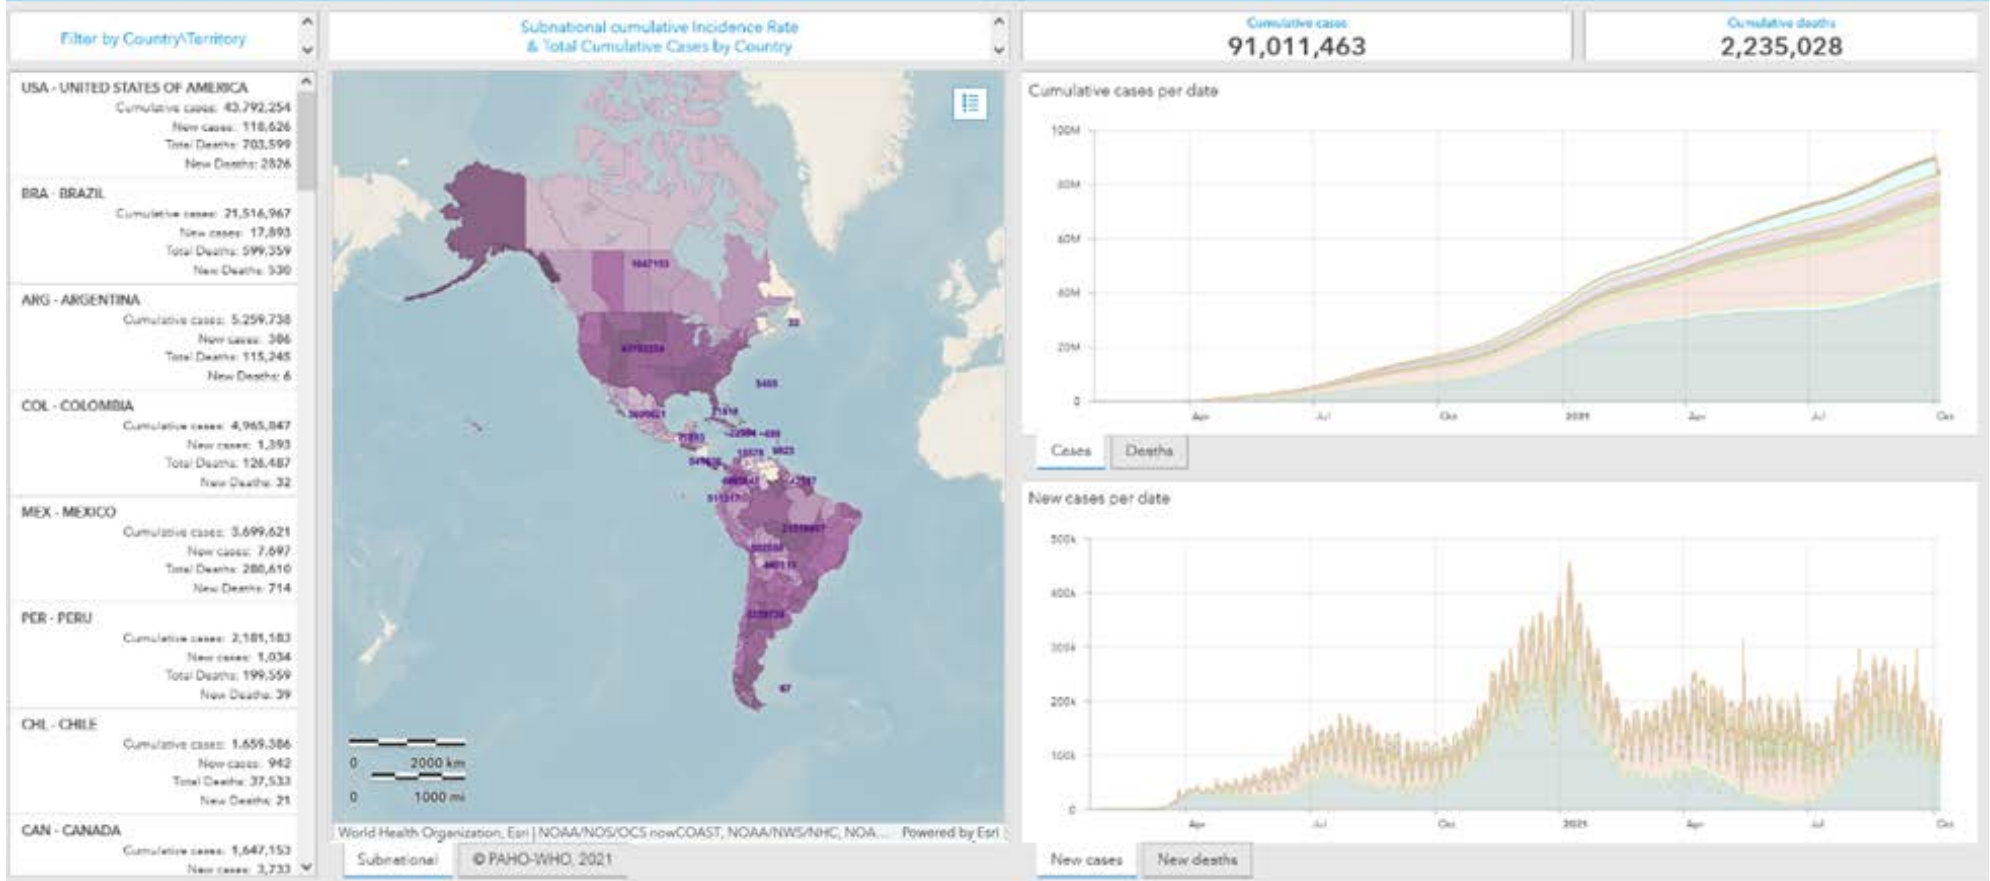 Filter by Country\Territory
USA - UNITED STATES OF AMERICA
Cumulative cases: 43,792,254
New cases: 118,626
Total Deaths: 703,599
New Deaths: 2826
BRA - BRAZIL
Cumulative cases: 21,516,967
New cases: 17,893
Total Deaths: 599,359
New Deaths: 530
ARG - ARGENTINA
Cumulative cases: 5,259,738
New cases: 386
Total Deaths: 115,245
New Deaths: 6
COL - COLOMBIA
Cumulative cases: 4,965,847
New cases: 1,393
Total Deaths: 126,487
New Deaths: 32
MEX - MEXICO
Cumulative cases: 3,699,621
New cases: 7,697
Total Deaths: 280,610
New Deaths: 714
PER - PERU
Cumulative cases: 2,181,183
New cases: 1,034
Total Deaths: 199,559
New Deaths: 39
CHL - CHILE
Cumulative cases: 1,659,386
New cases: 942
Total Deaths: 37,533
New Deaths: 21
CAN - CANADA
Cumulative cases: 1,647,153
New cases: 3,733
Subnational cumulative Incidence Rate
& Total Cumulative Cases by Country
1647153
32
43792254
5465
3699621
67
0 2000 km
0 1000 mi
World Health Organization, Esri | NOAA/NOS/OCS nowCOAST, NOAA/NWS/NHC, NOA... Powered by Esri
Subnational © PAHO-WHO, 2021
Cumulative cases
91,011,463
Cumulative deaths
2,235,028
Cumulative cases per date
100M
80M
60M
40M
20M
0
Apr Jul Oct 2021 Apr Jul Oct
Cases Deaths
New cases per date
500k
400k
300k
200k
100k
0
Apr Jul Oct 2021 Apr Jul Oct
New cases New deaths